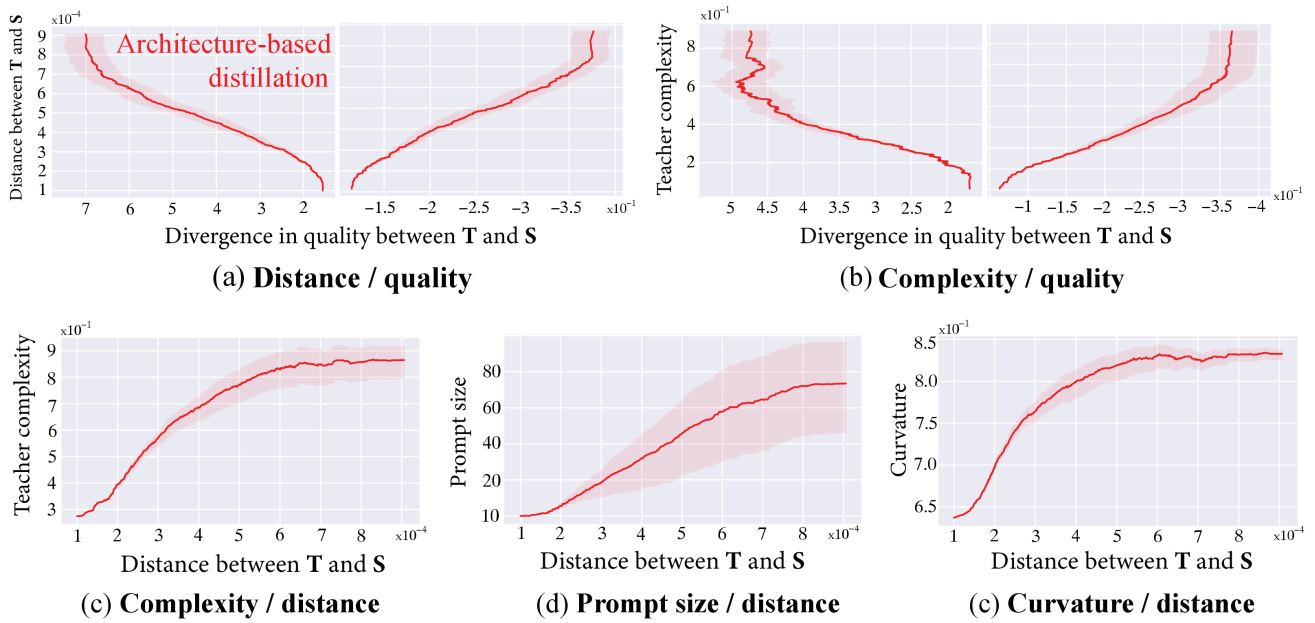 x10⁻⁴
Distance between T and S
9
8
7
6
5
4
3
2
1
Architecture-based
distillation
7 6 5 4 3 2
−1.5 −2 −2.5 −3 −3.5 x10⁻¹
Divergence in quality between T and S
(a) Distance / quality
x10⁻¹
Teacher complexity
8
6
4
2
5 4.5 4 3.5 3 2.5 2
−1 −1.5 −2 −2.5 −3 −3.5 −4
x10⁻¹
Divergence in quality between T and S
(b) Complexity / quality
x10⁻¹
Teacher complexity
9
8
7
6
5
4
3
1 2 3 4 5 6 7 x10⁻⁴
Distance between T and S
(c) Complexity / distance
Prompt size
80
60
40
20
10
1 2 3 4 5 6 7 x10⁻⁴
Distance between T and S
(d) Prompt size / distance
x10⁻¹
Curvature
8.5
8.0
7.5
7.0
6.5
1 2 3 4 5 6 7 8 x10⁻⁴
Distance between T and S
(c) Curvature / distance